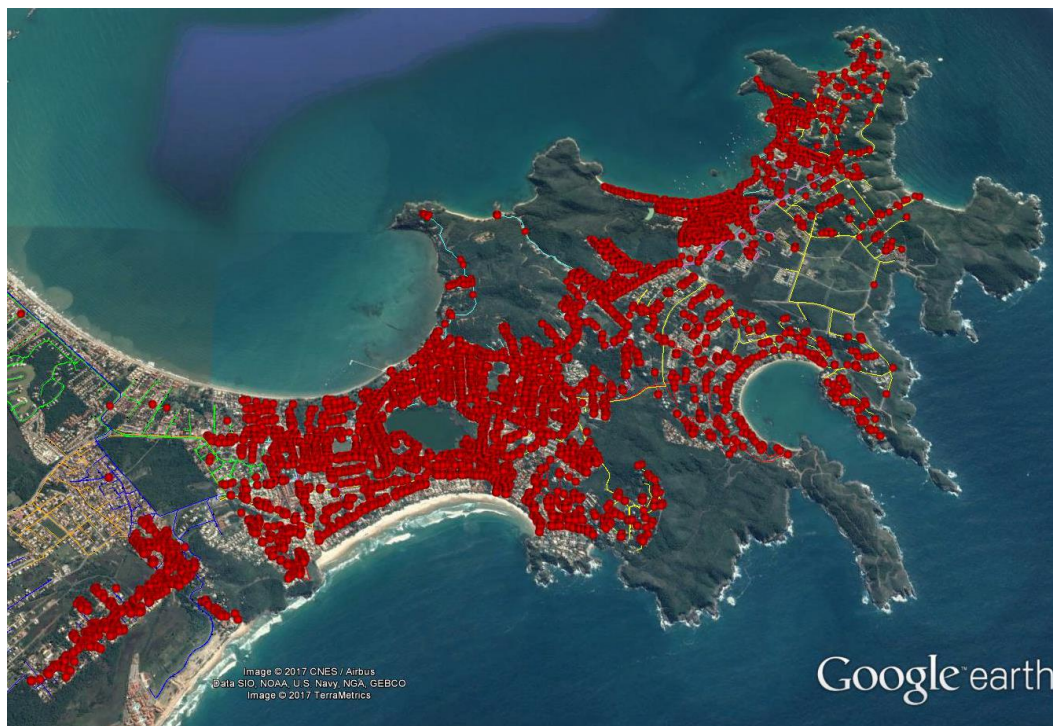 Image © 2017 CNES / Airbus
Data SIO, NOAA, U.S. Navy, NGA, GEBCO
Image © 2017 TerraMetrics
Google earth